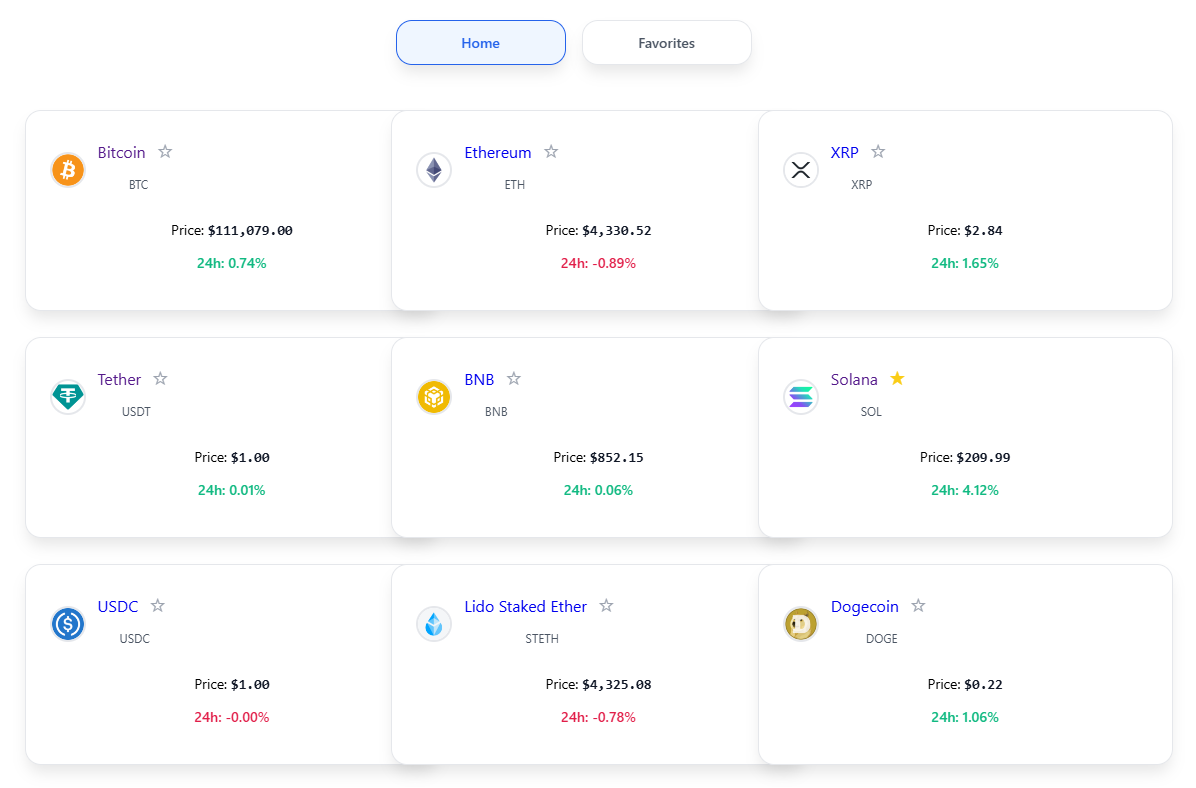 Home
Favorites
Bitcoin ☆
BTC
Price: $111,079.00
24h: 0.74%
Ethereum ☆
ETH
Price: $4,330.52
24h: -0.89%
XRP ☆
XRP
Price: $2.84
24h: 1.65%
Tether ☆
USDT
Price: $1.00
24h: 0.01%
BNB ☆
BNB
Price: $852.15
24h: 0.06%
Solana ★
SOL
Price: $209.99
24h: 4.12%
USDC ☆
USDC
Price: $1.00
24h: -0.00%
Lido Staked Ether ☆
STETH
Price: $4,325.08
24h: -0.78%
Dogecoin ☆
DOGE
Price: $0.22
24h: 1.06%